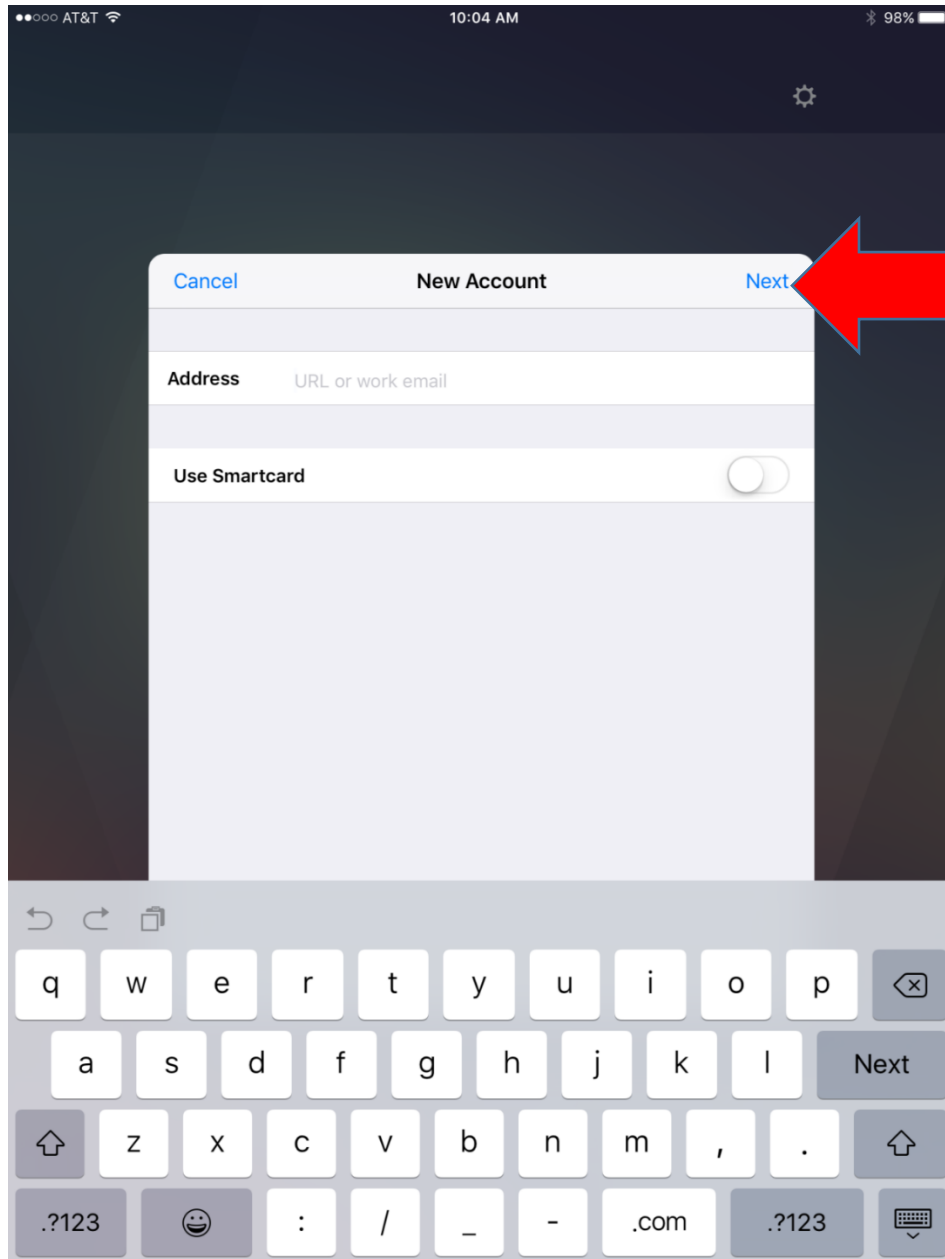 AT&T 10:04 AM 98%
Cancel New Account Next
Address URL or work email
Use Smartcard
q w e r t y u i o p
a s d f g h j k l Next
z x c v b n m , .
.?123 : / _ - .com .?123